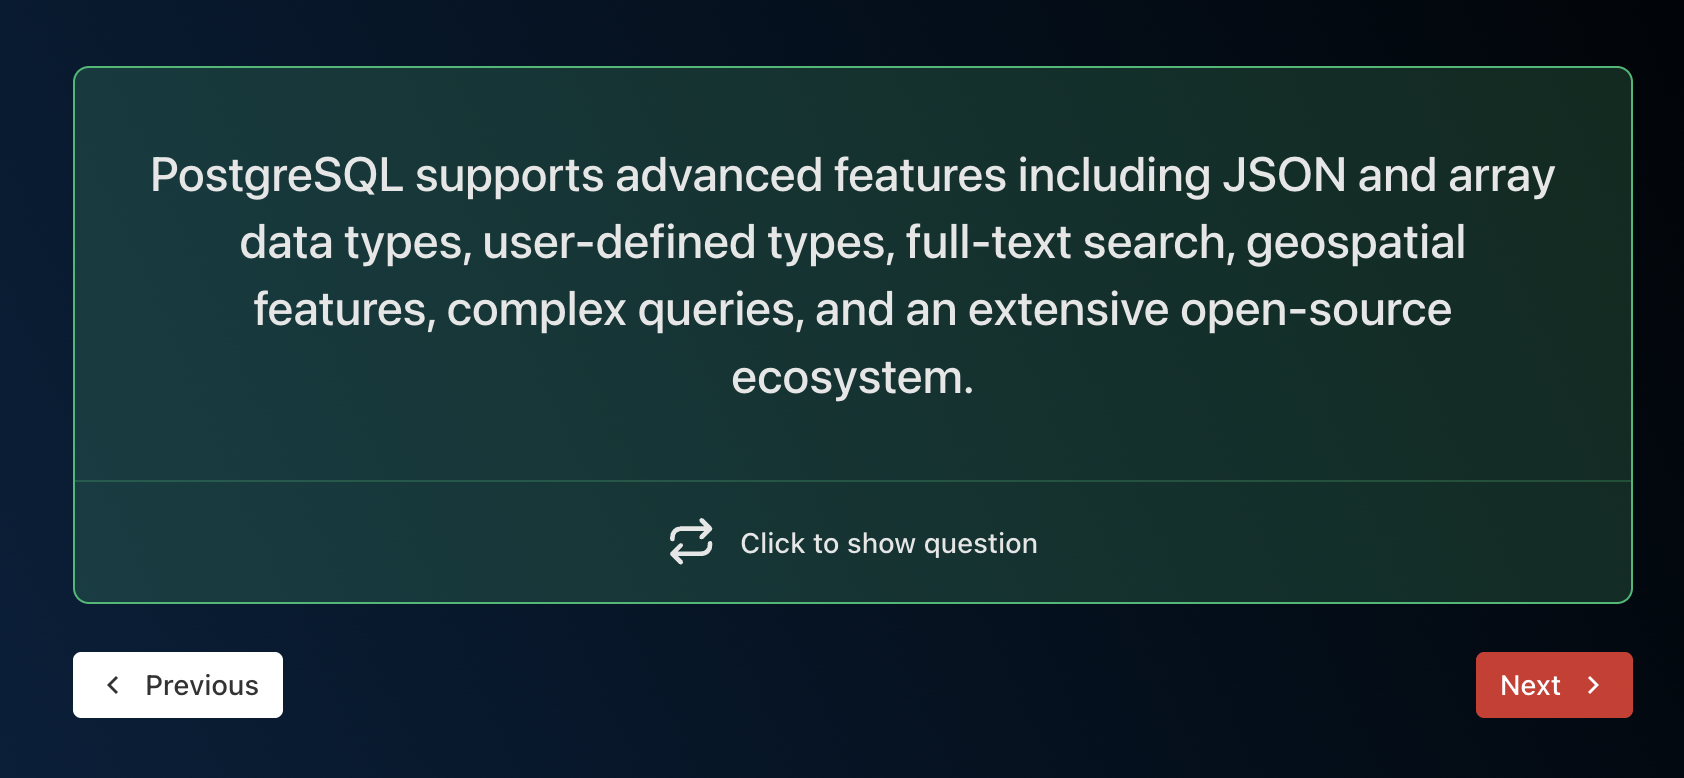 PostgreSQL supports advanced features including JSON and array
data types, user-defined types, full-text search, geospatial
features, complex queries, and an extensive open-source
ecosystem.
Click to show question
Previous
Next